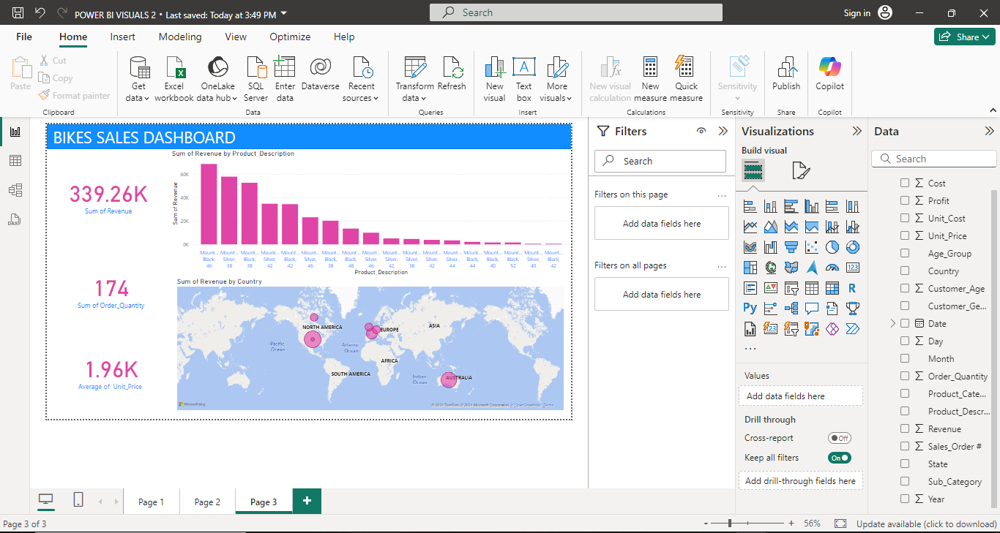 POWER BI VISUALS 2 • Last saved: Today at 3:49 PM
Search
Sign in
File
Home
Insert
Modeling
View
Optimize
Help
Share
Paste
Cut
Copy
Format painter
Clipboard
Get data
Excel workbook
OneLake data hub
SQL Server
Enter data
Dataverse
Recent sources
Data
Transform data
Refresh
Queries
New visual
Text box
More visuals
Insert
New visual calculation
New measure
Quick measure
Calculations
Sensitivity
Sensitivity
Publish
Share
Copilot
Copilot
BIKES SALES DASHBOARD
339.26K
Sum of Revenue
174
Sum of Order_Quantity
1.96K
Average of Unit_Price
Sum of Revenue by Product_Description
Sum of Revenue
60K
40K
20K
0K
Mount... Black, 46
Mount... Silver, 38
Mount... Black, 38
Mount... Silver, 42
Mount... Black, 42
Mount... Silver, 46
Mount... Black, 38
Mount... Black, 48
Mount... Silver, 46
Mount... Black, 42
Mount... Silver, 38
Mount... Silver, 42
Mount... Silver, 44
Mount... Black, 44
Mount... Black, 40
Mount... Black, 52
Mount... Silver, 40
Mount... Black, 42
Product_Description
Sum of Revenue by Country
NORTH AMERICA
EUROPE
ASIA
Pacific Ocean
Atlantic Ocean
AFRICA
SOUTH AMERICA
Indian Ocean
AUSTRALIA
Microsoft Bing
© 2024 TomTom, © 2024 Microsoft Corporation, © OpenStreetMap Terms
Filters
Search
Filters on this page
...
Add data fields here
Filters on all pages
...
Add data fields here
Visualizations
Build visual
123
R
Py
123
...
Values
Add data fields here
Drill through
Cross-report
Off
Keep all filters
On
Add drill-through fields here
Data
Search
Cost
Profit
Unit_Cost
Unit_Price
Age_Group
Country
Customer_Age
Customer_Ge...
Date
Day
Month
Order_Quantity
Product_Cate...
Product_Descr...
Revenue
Sales_Order #
State
Sub_Category
Year
DAX
Page 1
Page 2
Page 3
+
Page 3 of 3
- + 56%
Update available (click to download)